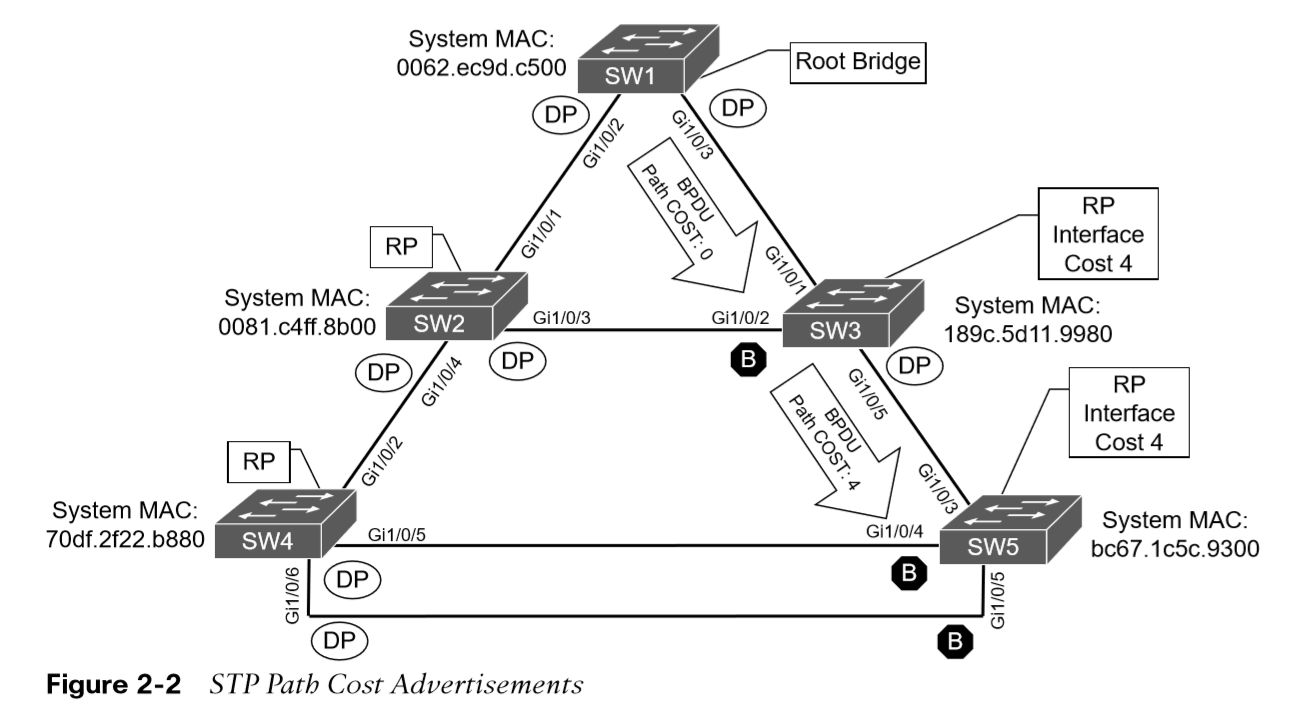 System MAC:
0062.ec9d.c500
SW1
Root Bridge
DP
DP
Gi1/0/2
Gi1/0/3
BPDU
Path COST: 0
Gi1/0/1
Gi1/0/1
RP
RP
Interface
Cost 4
System MAC:
0081.c4ff.8b00
SW2
Gi1/0/3
Gi1/0/2
SW3
System MAC:
189c.5d11.9980
DP
DP
B
DP
Gi1/0/4
Gi1/0/5
BPDU
Path COST: 4
RP
Interface
Cost 4
RP
Gi1/0/2
Gi1/0/3
System MAC:
70df.2f22.b880
SW4
Gi1/0/5
Gi1/0/4
SW5
System MAC:
bc67.1c5c.9300
DP
B
Gi1/0/6
Gi1/0/5
DP
B
Figure 2-2 STP Path Cost Advertisements